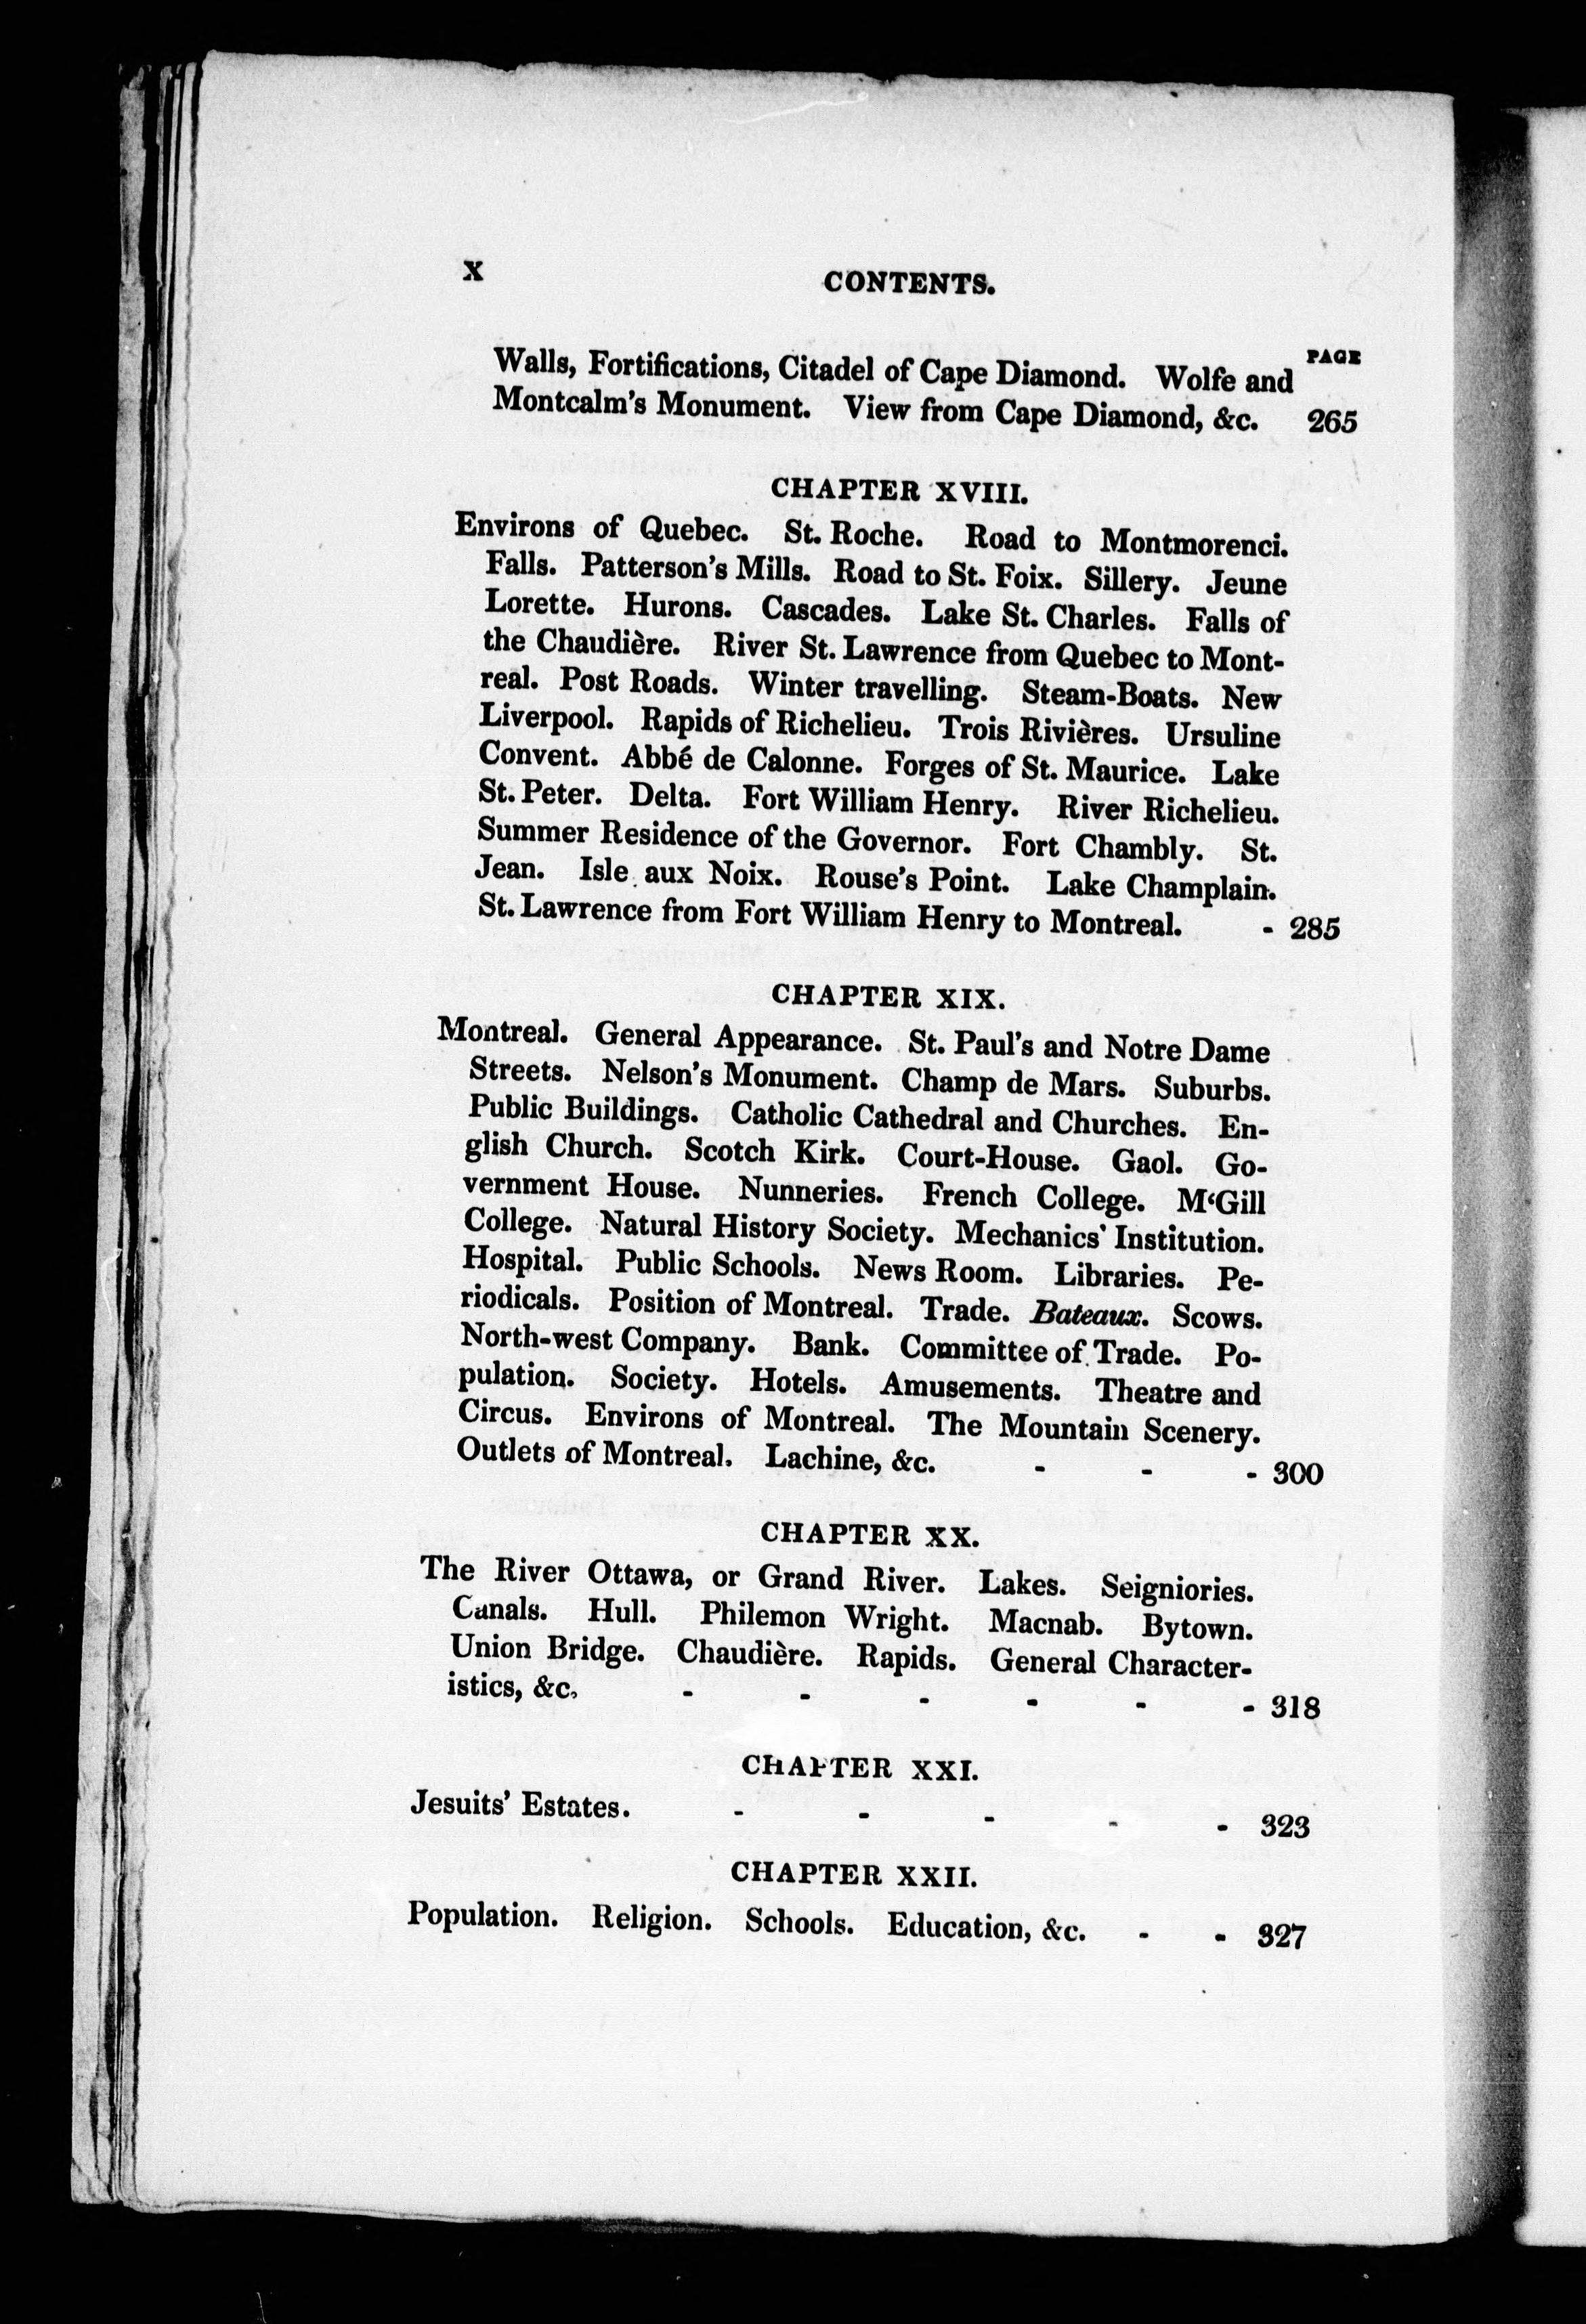 X
CONTENTS.
PAGE
Walls, Fortifications, Citadel of Cape Diamond. Wolfe and
Montcalm's Monument. View from Cape Diamond, &c. 265
CHAPTER XVIII.
Environs of Quebec. St. Roche. Road to Montmorenci.
Falls. Patterson's Mills. Road to St. Foix. Sillery. Jeune
Lorette. Hurons. Cascades. Lake St. Charles. Falls of
the Chaudière. River St. Lawrence from Quebec to Mont-
real. Post Roads. Winter travelling. Steam-Boats. New
Liverpool. Rapids of Richelieu. Trois Rivières. Ursuline
Convent. Abbé de Calonne. Forges of St. Maurice. Lake
St. Peter. Delta. Fort William Henry. River Richelieu.
Summer Residence of the Governor. Fort Chambly. St.
Jean. Isle aux Noix. Rouse's Point. Lake Champlain.
St. Lawrence from Fort William Henry to Montreal. - 285
CHAPTER XIX.
Montreal. General Appearance. St. Paul's and Notre Dame
Streets. Nelson's Monument. Champ de Mars. Suburbs.
Public Buildings. Catholic Cathedral and Churches. En-
glish Church. Scotch Kirk. Court-House. Gaol. Go-
vernment House. Nunneries. French College. M'Gill
College. Natural History Society. Mechanics' Institution.
Hospital. Public Schools. News Room. Libraries. Pe-
riodicals. Position of Montreal. Trade. Bateaux. Scows.
North-west Company. Bank. Committee of Trade. Po-
pulation. Society. Hotels. Amusements. Theatre and
Circus. Environs of Montreal. The Mountain Scenery.
Outlets of Montreal. Lachine, &c. - - - 300
CHAPTER XX.
The River Ottawa, or Grand River. Lakes. Seigniories.
Canals. Hull. Philemon Wright. Macnab. Bytown.
Union Bridge. Chaudière. Rapids. General Character-
istics, &c. - - - - - - 318
CHAPTER XXI.
Jesuits' Estates. - - - - - 323
CHAPTER XXII.
Population. Religion. Schools. Education, &c. - - 327